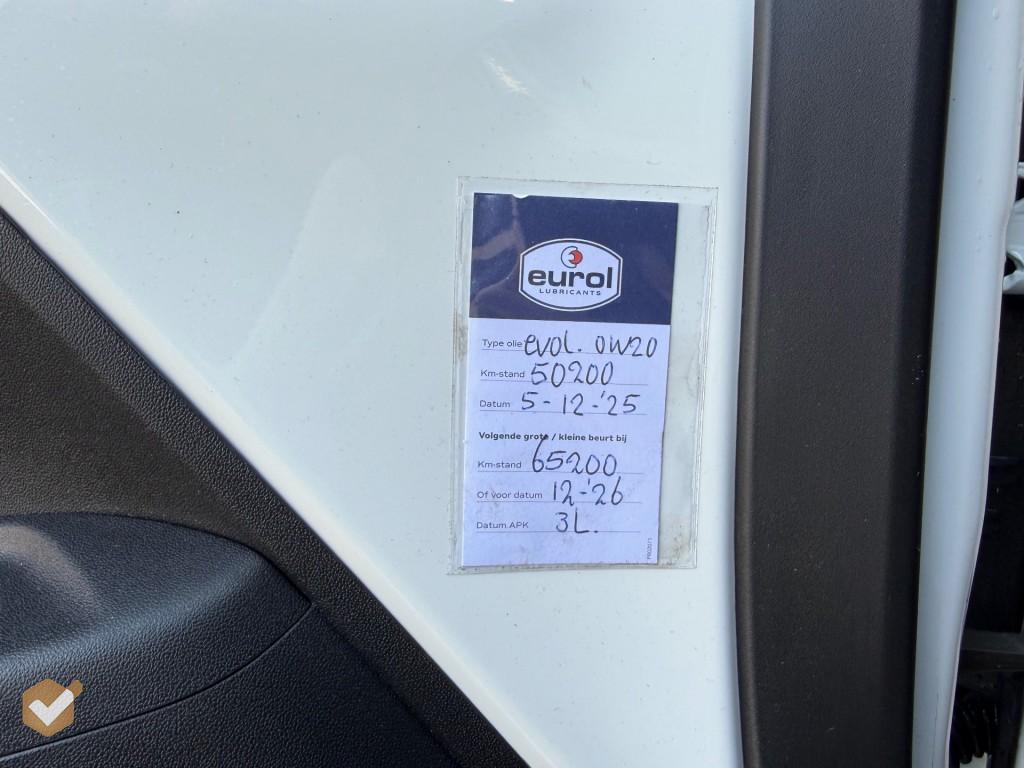 eurol
LUBRICANTS
Type olie evol. 0W20
Km-stand 50200
Datum 5-12-'25
Volgende grote / kleine beurt bij
Km-stand 65200
Of voor datum 12-'26
Datum APK 3L.